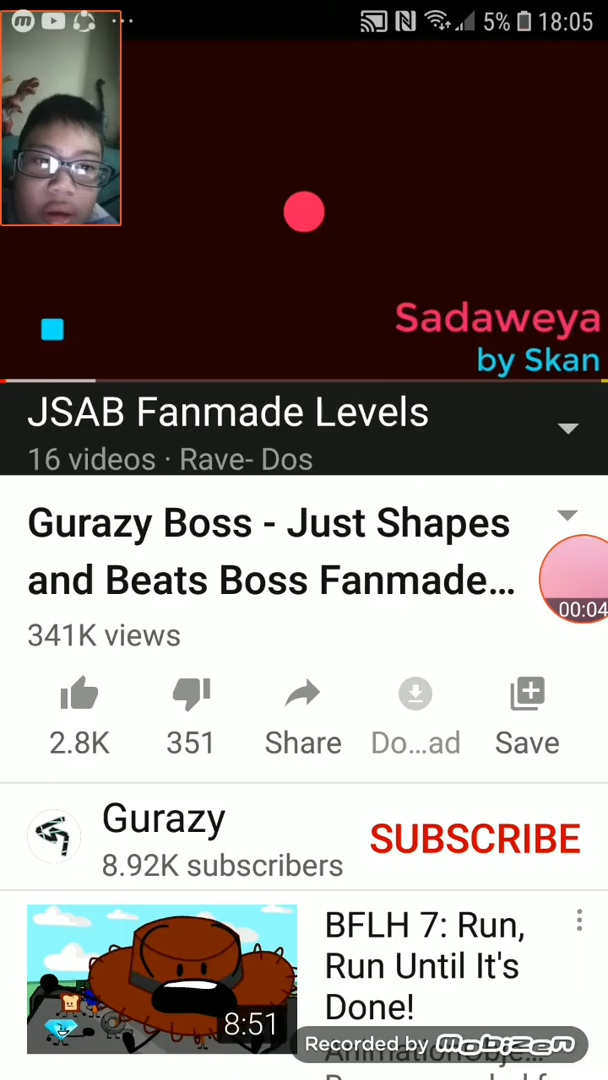 5% 18:05
Sadaweya
by Skan
JSAB Fanmade Levels
16 videos · Rave- Dos
Gurazy Boss - Just Shapes
and Beats Boss Fanmade...
00:04
341K views
2.8K 351 Share Do...ad Save
Gurazy
8.92K subscribers
SUBSCRIBE
BFLH 7: Run,
Run Until It's
Done!
8:51
Recorded by mobizen